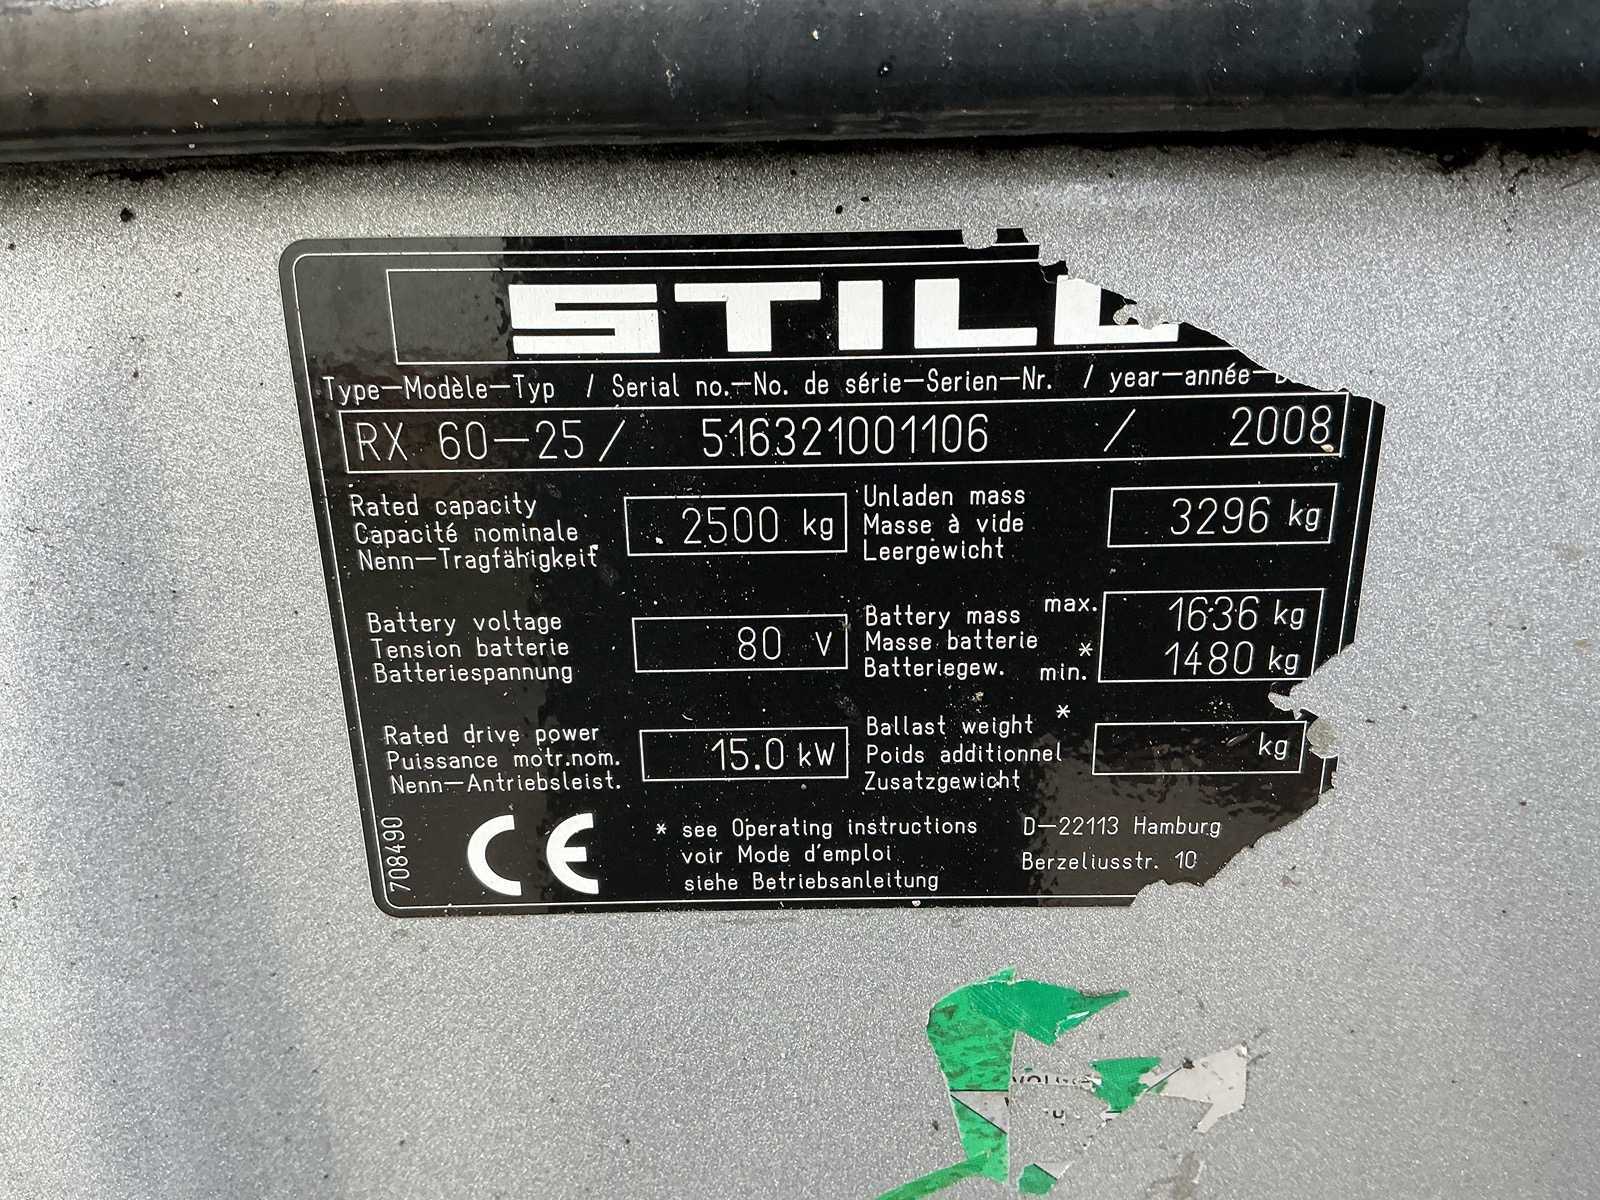 STILL
Type—Modèle—Typ / Serial no.—No. de série—Serien—Nr. / year—année—
RX 60—25 / 516321001106 / 2008
Rated capacity
Capacité nominale
Nenn—Tragfähigkeit
2500 kg
Unladen mass
Masse à vide
Leergewicht
3296 kg
Battery voltage
Tension batterie
Batteriespannung
80 V
Battery mass max. 1636 kg
Masse batterie *
Batteriegew. min. 1480 kg
Rated drive power
Puissance motr.nom.
Nenn—Antriebsleist.
15.0 kW
Ballast weight *
Poids additionnel
Zusatzgewicht
kg
708490
CE
* see Operating instructions
voir Mode d'emploi
siehe Betriebsanleitung
D—22113 Hamburg
Berzeliusstr. 10